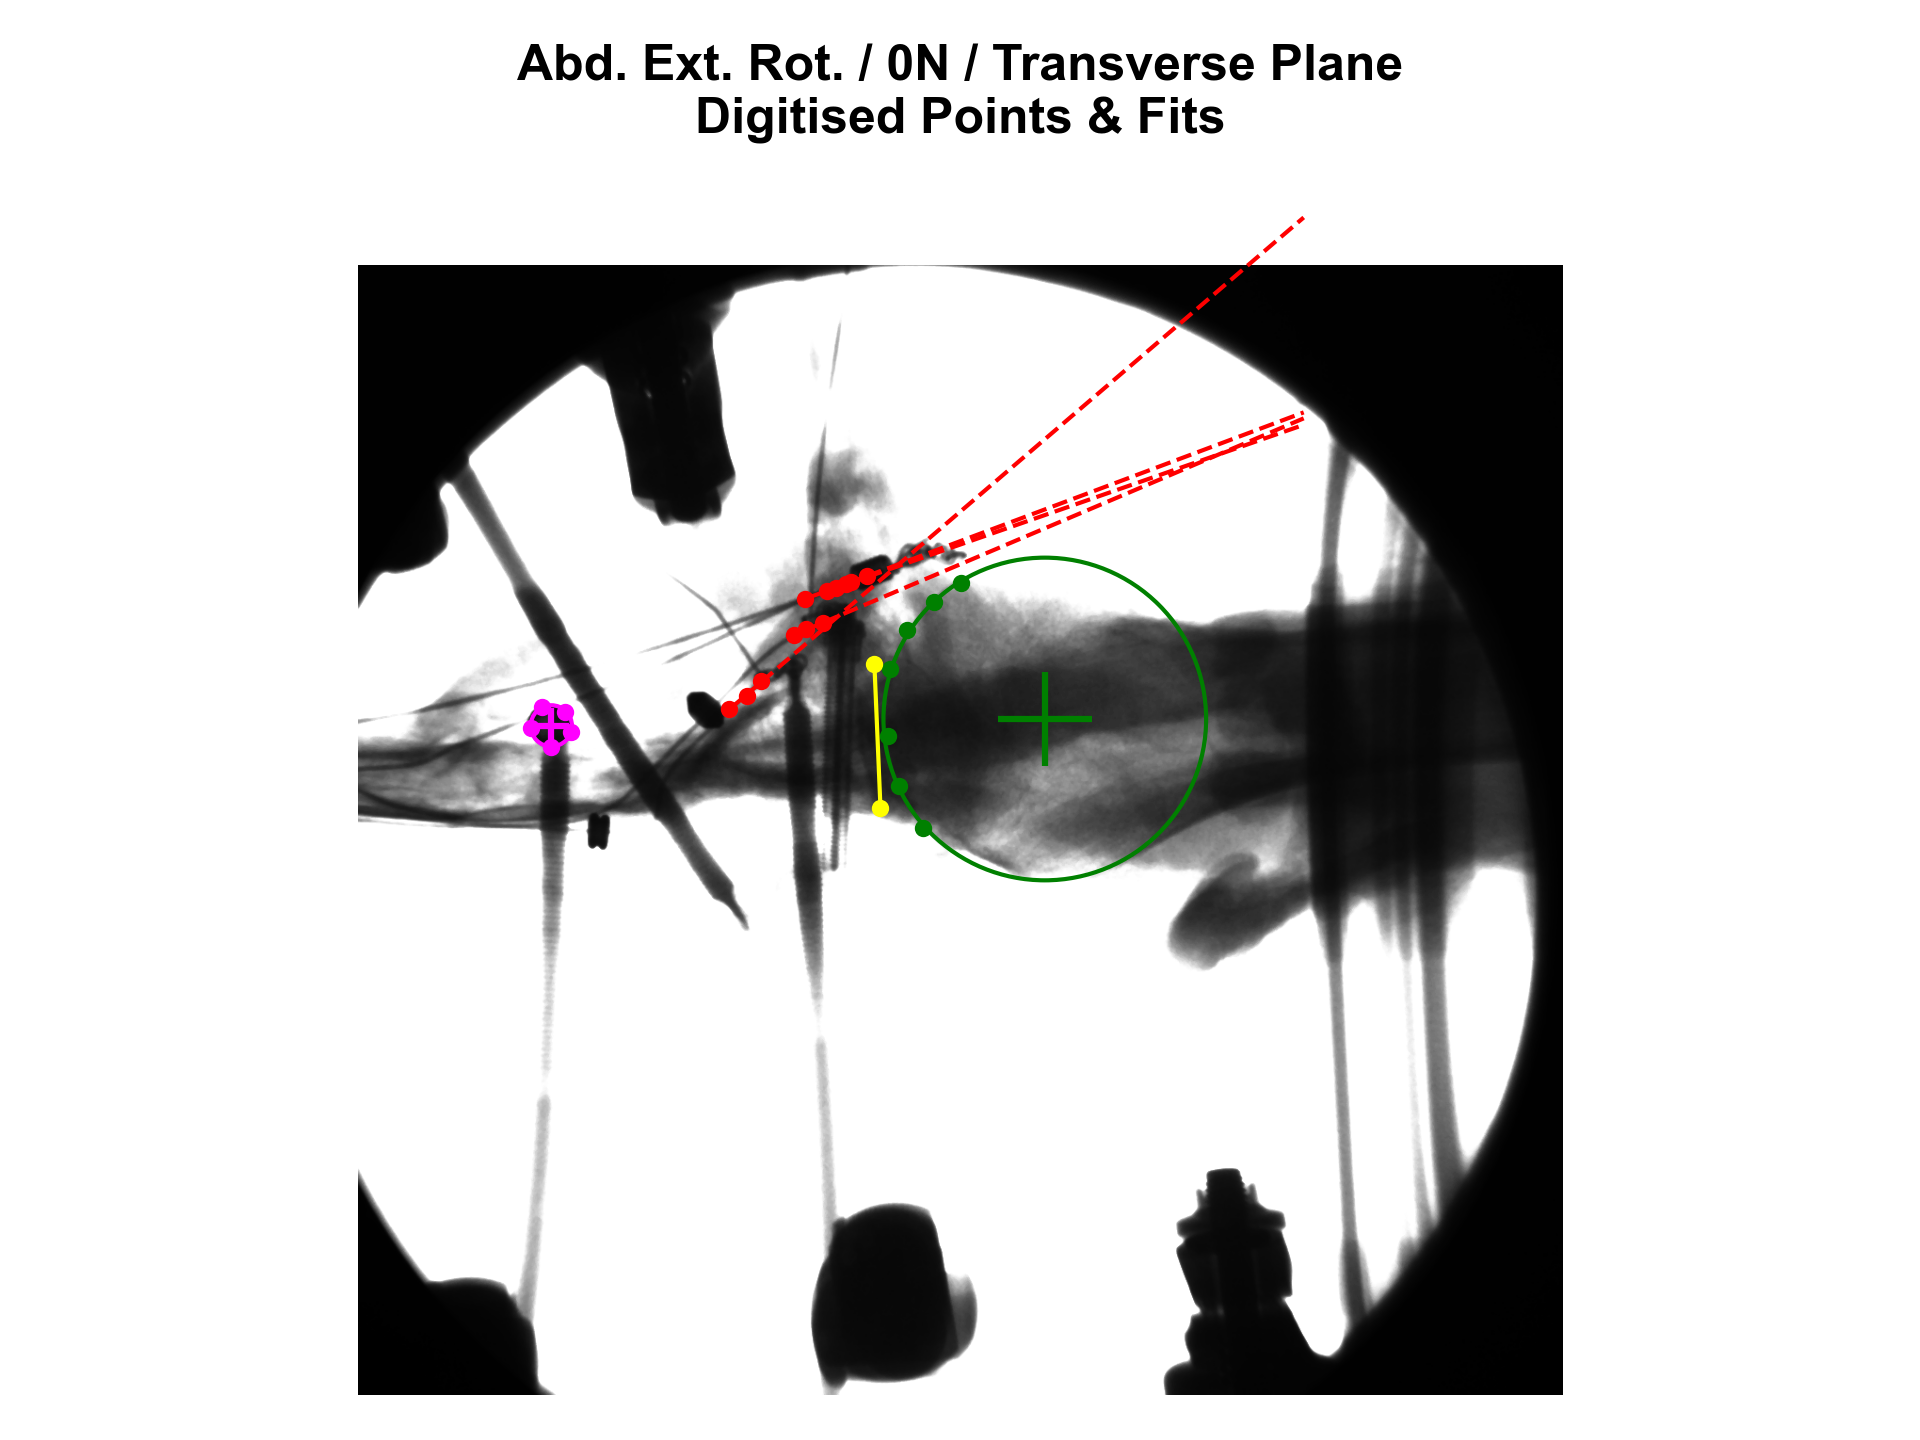 Abd. Ext. Rot. / 0N / Transverse Plane
Digitised Points & Fits